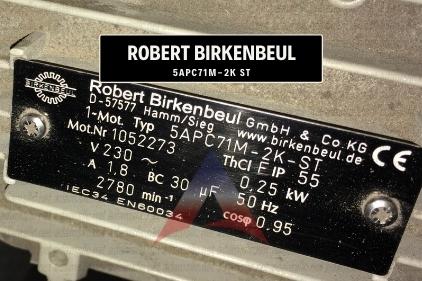 ROBERT BIRKENBEUL
5APC71M-2K ST
BIRKENBEUL
Robert Birkenbeul GmbH & Co. KG
D-57577 Hamm/Sieg www.birkenbeul.de
1-Mot. Typ 5APC71M-2K-ST
Mot.Nr 1052273 ThCl F IP 55 CE
V 230 ~ 0,25 kW
A 1,8 BC 30 µF 50 Hz
2780 min⁻¹ cosφ 0,95
IEC34 EN60034